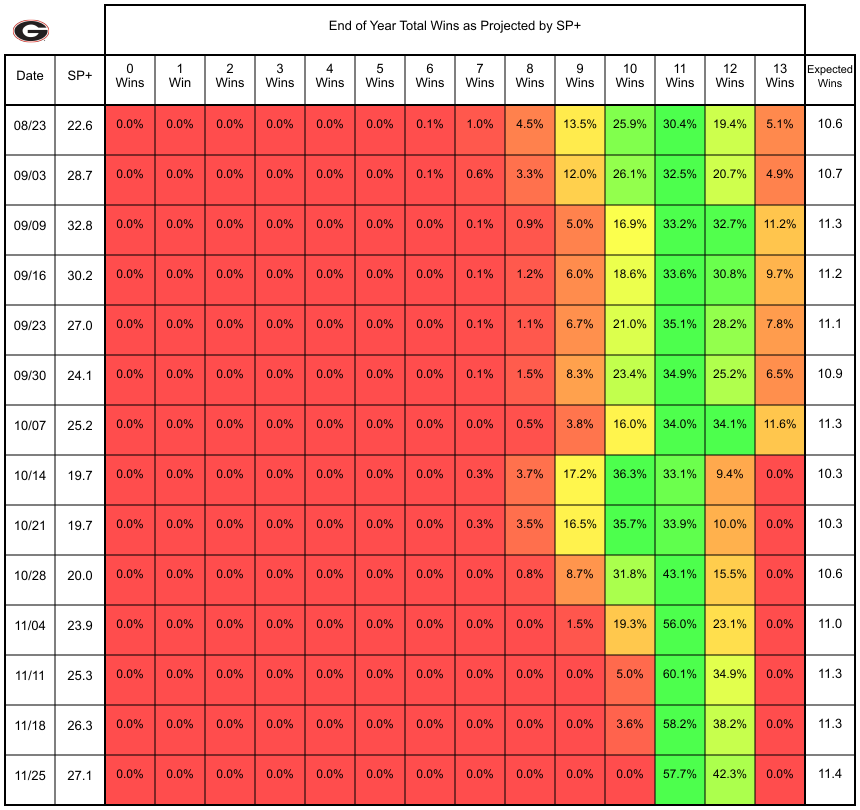 G
End of Year Total Wins as Projected by SP+
Date SP+ 0 Wins 1 Win 2 Wins 3 Wins 4 Wins 5 Wins 6 Wins 7 Wins 8 Wins 9 Wins 10 Wins 11 Wins 12 Wins 13 Wins Expected Wins
08/23 22.6 0.0% 0.0% 0.0% 0.0% 0.0% 0.0% 0.1% 1.0% 4.5% 13.5% 25.9% 30.4% 19.4% 5.1% 10.6
09/03 28.7 0.0% 0.0% 0.0% 0.0% 0.0% 0.0% 0.1% 0.6% 3.3% 12.0% 26.1% 32.5% 20.7% 4.9% 10.7
09/09 32.8 0.0% 0.0% 0.0% 0.0% 0.0% 0.0% 0.0% 0.1% 0.9% 5.0% 16.9% 33.2% 32.7% 11.2% 11.3
09/16 30.2 0.0% 0.0% 0.0% 0.0% 0.0% 0.0% 0.0% 0.1% 1.2% 6.0% 18.6% 33.6% 30.8% 9.7% 11.2
09/23 27.0 0.0% 0.0% 0.0% 0.0% 0.0% 0.0% 0.0% 0.1% 1.1% 6.7% 21.0% 35.1% 28.2% 7.8% 11.1
09/30 24.1 0.0% 0.0% 0.0% 0.0% 0.0% 0.0% 0.0% 0.1% 1.5% 8.3% 23.4% 34.9% 25.2% 6.5% 10.9
10/07 25.2 0.0% 0.0% 0.0% 0.0% 0.0% 0.0% 0.0% 0.0% 0.5% 3.8% 16.0% 34.0% 34.1% 11.6% 11.3
10/14 19.7 0.0% 0.0% 0.0% 0.0% 0.0% 0.0% 0.0% 0.3% 3.7% 17.2% 36.3% 33.1% 9.4% 0.0% 10.3
10/21 19.7 0.0% 0.0% 0.0% 0.0% 0.0% 0.0% 0.0% 0.3% 3.5% 16.5% 35.7% 33.9% 10.0% 0.0% 10.3
10/28 20.0 0.0% 0.0% 0.0% 0.0% 0.0% 0.0% 0.0% 0.0% 0.8% 8.7% 31.8% 43.1% 15.5% 0.0% 10.6
11/04 23.9 0.0% 0.0% 0.0% 0.0% 0.0% 0.0% 0.0% 0.0% 0.0% 1.5% 19.3% 56.0% 23.1% 0.0% 11.0
11/11 25.3 0.0% 0.0% 0.0% 0.0% 0.0% 0.0% 0.0% 0.0% 0.0% 0.0% 5.0% 60.1% 34.9% 0.0% 11.3
11/18 26.3 0.0% 0.0% 0.0% 0.0% 0.0% 0.0% 0.0% 0.0% 0.0% 0.0% 3.6% 58.2% 38.2% 0.0% 11.3
11/25 27.1 0.0% 0.0% 0.0% 0.0% 0.0% 0.0% 0.0% 0.0% 0.0% 0.0% 0.0% 57.7% 42.3% 0.0% 11.4